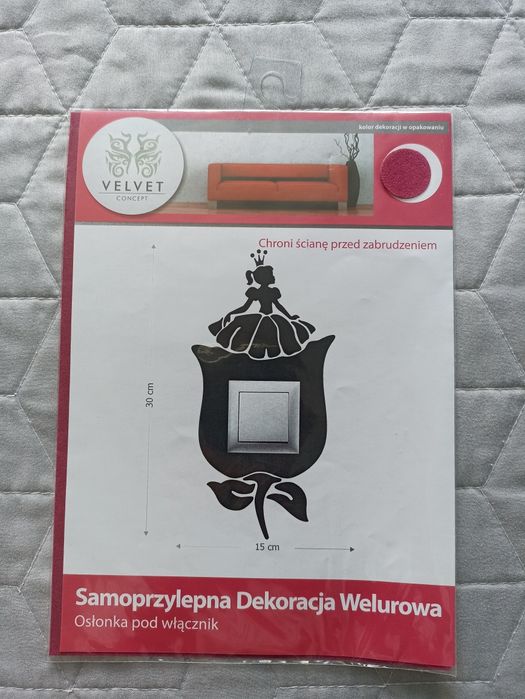 kolor dekoracji w opakowaniu
VELVET
CONCEPT
Chroni ścianę przed zabrudzeniem
30 cm
15 cm
Samoprzylepna Dekoracja Welurowa
Osłonka pod włącznik